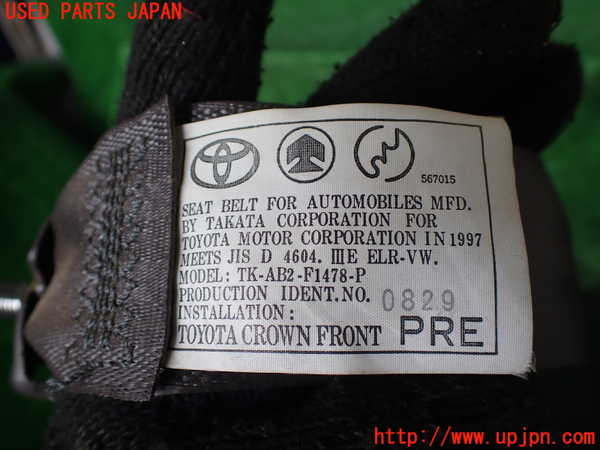 USED PARTS JAPAN
567015
SEAT BELT FOR AUTOMOBILES MFD.
BY TAKATA CORPORATION FOR
TOYOTA MOTOR CORPORATION IN 1997
MEETS JIS D 4604. IIIE ELR-VW.
MODEL: TK-AB2-F1478-P
PRODUCTION IDENT.NO. 0829
INSTALLATION:
TOYOTA CROWN FRONT PRE
http://www.upjpn.com/